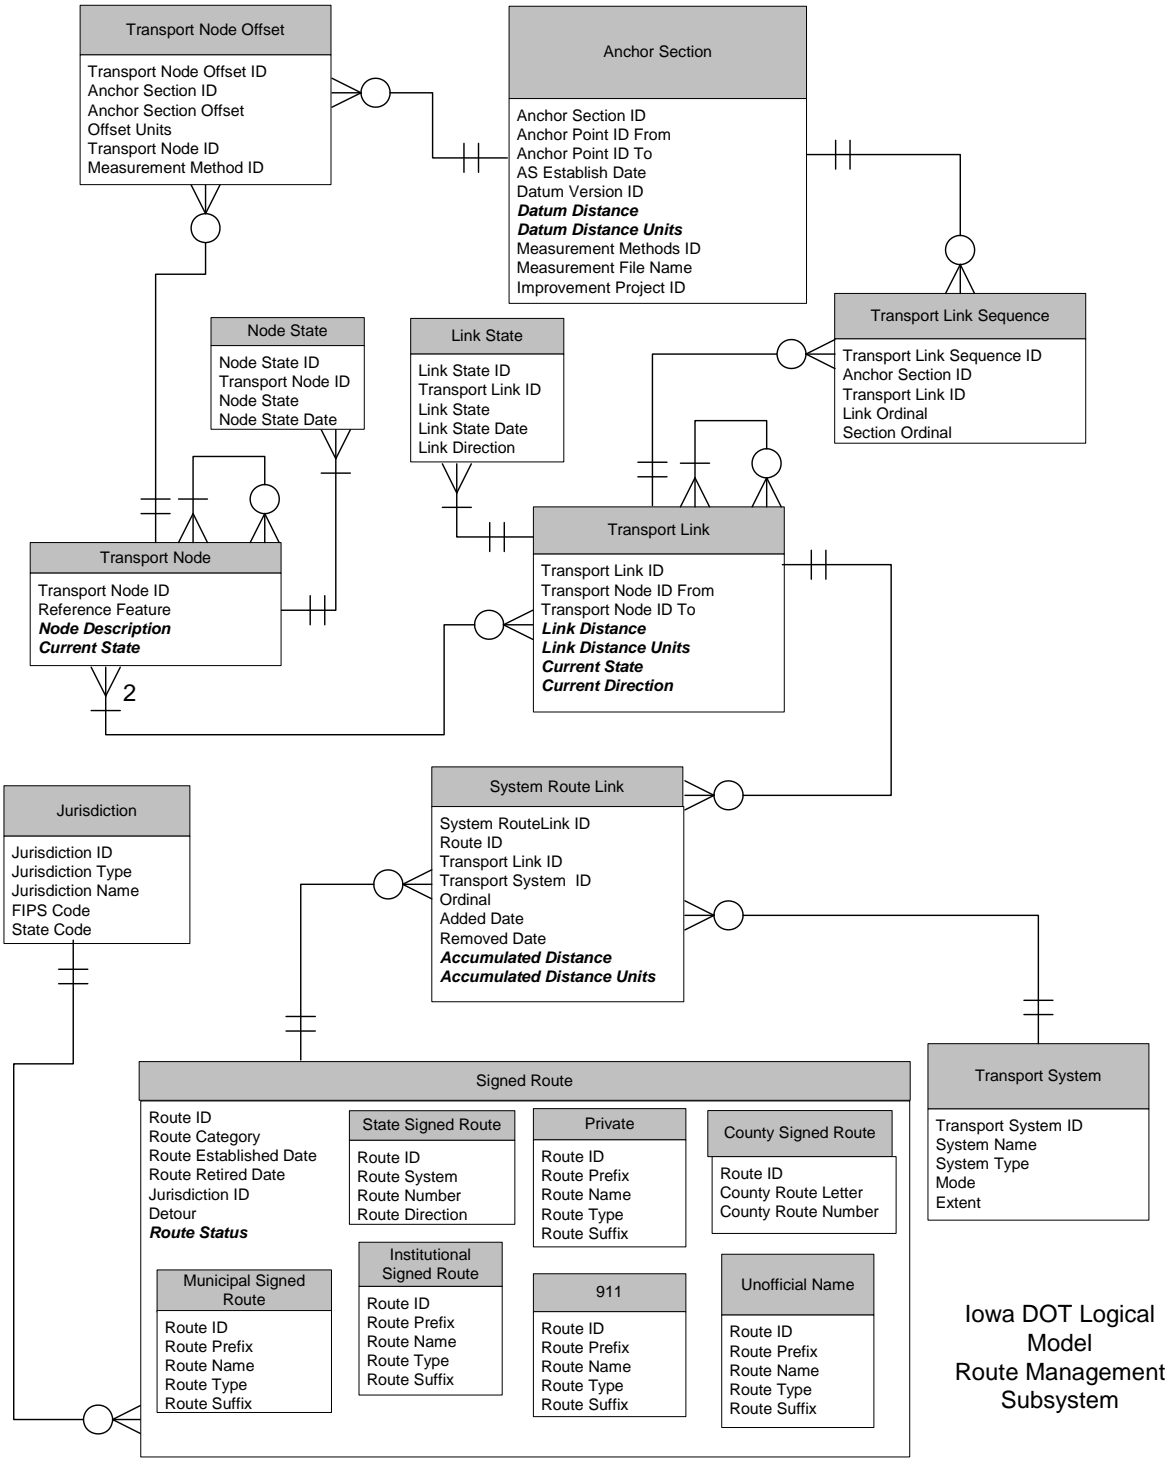 Transport Node Offset
Transport Node Offset ID
Anchor Section ID
Anchor Section Offset
Offset Units
Transport Node ID
Measurement Method ID
Anchor Section
Anchor Section ID
Anchor Point ID From
Anchor Point ID To
AS Establish Date
Datum Version ID
Datum Distance
Datum Distance Units
Measurement Methods ID
Measurement File Name
Improvement Project ID
Transport Link Sequence
Transport Link Sequence ID
Anchor Section ID
Transport Link ID
Link Ordinal
Section Ordinal
Node State
Node State ID
Transport Node ID
Node State
Node State Date
Link State
Link State ID
Transport Link ID
Link State
Link State Date
Link Direction
Transport Node
Transport Node ID
Reference Feature
Node Description
Current State
2
Transport Link
Transport Link ID
Transport Node ID From
Transport Node ID To
Link Distance
Link Distance Units
Current State
Current Direction
System Route Link
System RouteLink ID
Route ID
Transport Link ID
Transport System  ID
Ordinal
Added Date
Removed Date
Accumulated Distance
Accumulated Distance Units
Jurisdiction
Jurisdiction ID
Jurisdiction Type
Jurisdiction Name
FIPS Code
State Code
Transport System
Transport System ID
System Name
System Type
Mode
Extent
Signed Route
Route ID
Route Category
Route Established Date
Route Retired Date
Jurisdiction ID
Detour
Route Status
State Signed Route
Route ID
Route System
Route Number
Route Direction
Private
Route ID
Route Prefix
Route Name
Route Type
Route Suffix
County Signed Route
Route ID
County Route Letter
County Route Number
Municipal Signed
Route
Route ID
Route Prefix
Route Name
Route Type
Route Suffix
Institutional
Signed Route
Route ID
Route Prefix
Route Name
Route Type
Route Suffix
911
Route ID
Route Prefix
Route Name
Route Type
Route Suffix
Unofficial Name
Route ID
Route Prefix
Route Name
Route Type
Route Suffix
Iowa DOT Logical
Model
Route Management
Subsystem